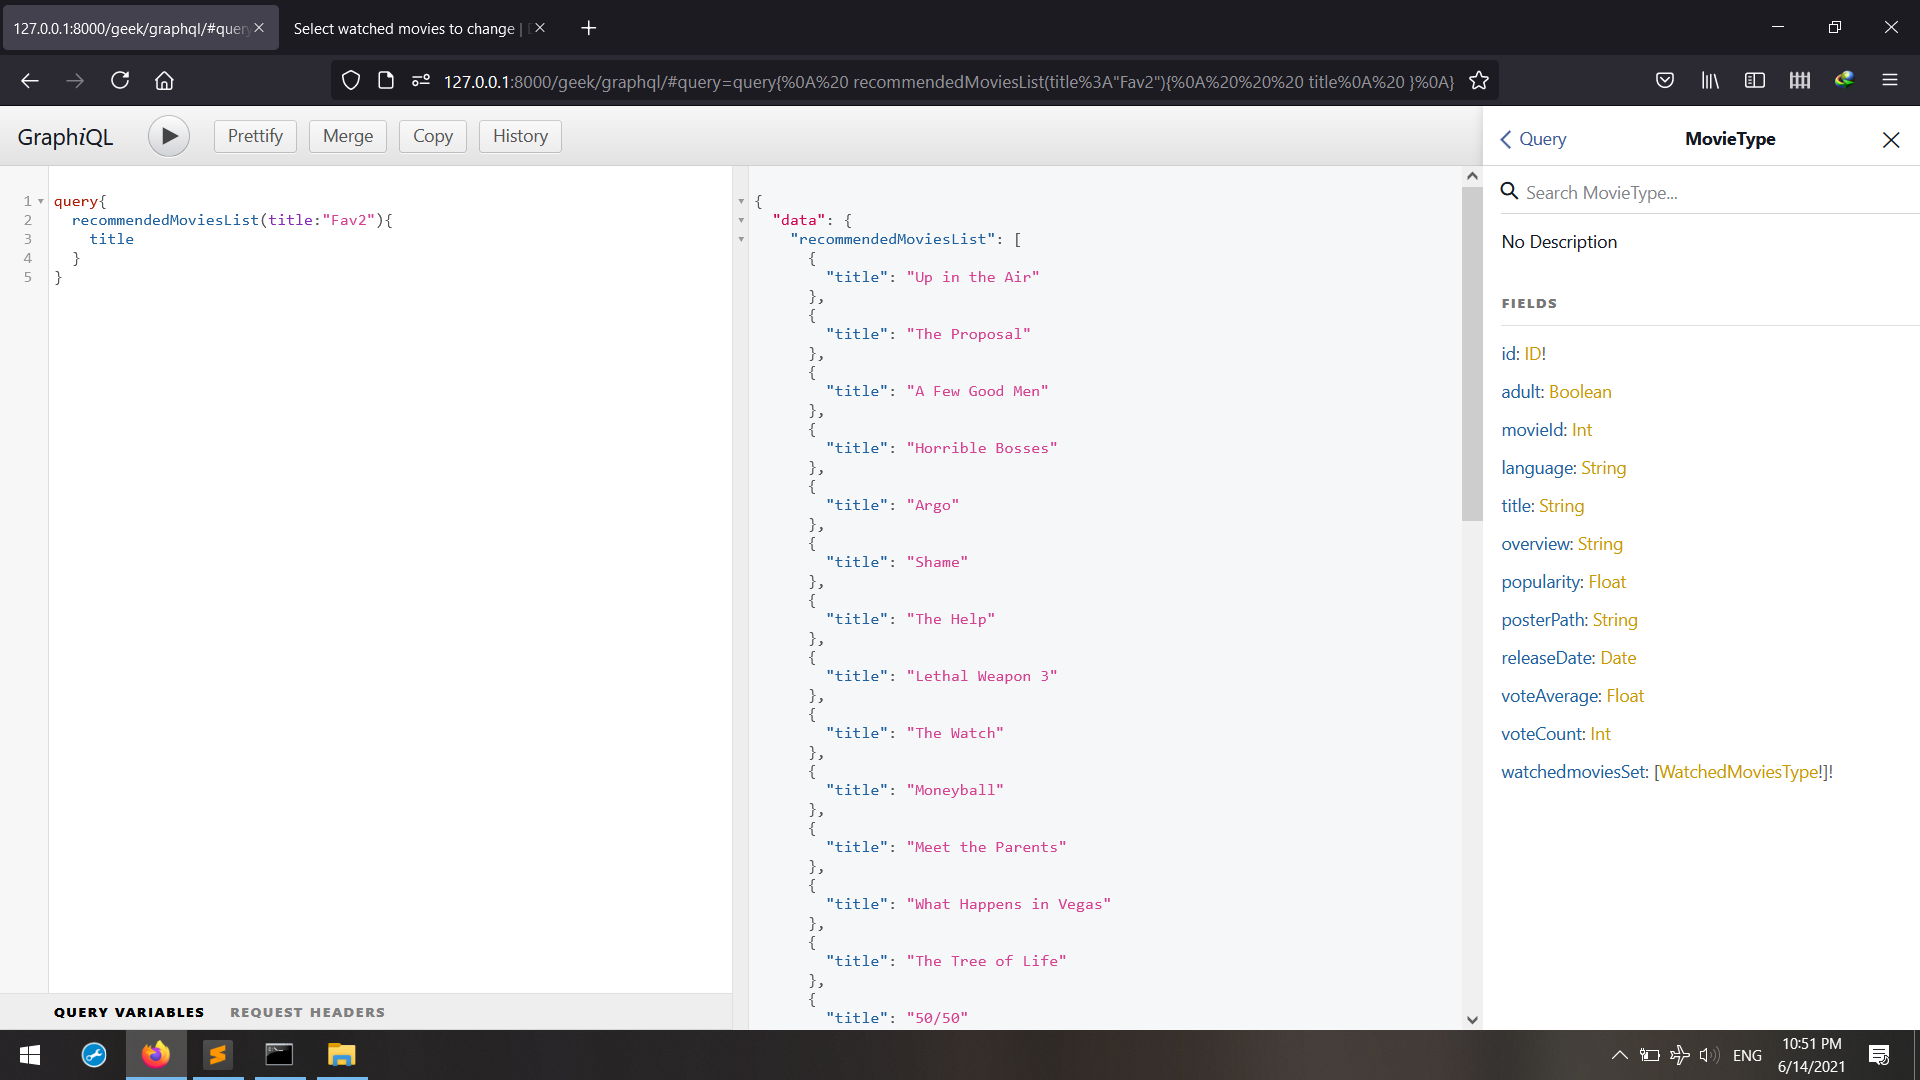 127.0.0.1:8000/geek/graphql/#query
Select watched movies to change |
127.0.0.1:8000/geek/graphql/#query=query{%0A%20 recommendedMoviesList(title%3A"Fav2"){%0A%20%20%20 title%0A%20 }%0A}
GraphiQL
Prettify
Merge
Copy
History
1 query{
2 recommendedMoviesList(title:"Fav2"){
3 title
4 }
5 }
QUERY VARIABLES
REQUEST HEADERS
{
"data": {
"recommendedMoviesList": [
{
"title": "Up in the Air"
},
{
"title": "The Proposal"
},
{
"title": "A Few Good Men"
},
{
"title": "Horrible Bosses"
},
{
"title": "Argo"
},
{
"title": "Shame"
},
{
"title": "The Help"
},
{
"title": "Lethal Weapon 3"
},
{
"title": "The Watch"
},
{
"title": "Moneyball"
},
{
"title": "Meet the Parents"
},
{
"title": "What Happens in Vegas"
},
{
"title": "The Tree of Life"
},
{
"title": "50/50"
Query
MovieType
Search MovieType...
No Description
FIELDS
id: ID!
adult: Boolean
movieId: Int
language: String
title: String
overview: String
popularity: Float
posterPath: String
releaseDate: Date
voteAverage: Float
voteCount: Int
watchedmoviesSet: [WatchedMoviesType!]!
ENG
10:51 PM
6/14/2021